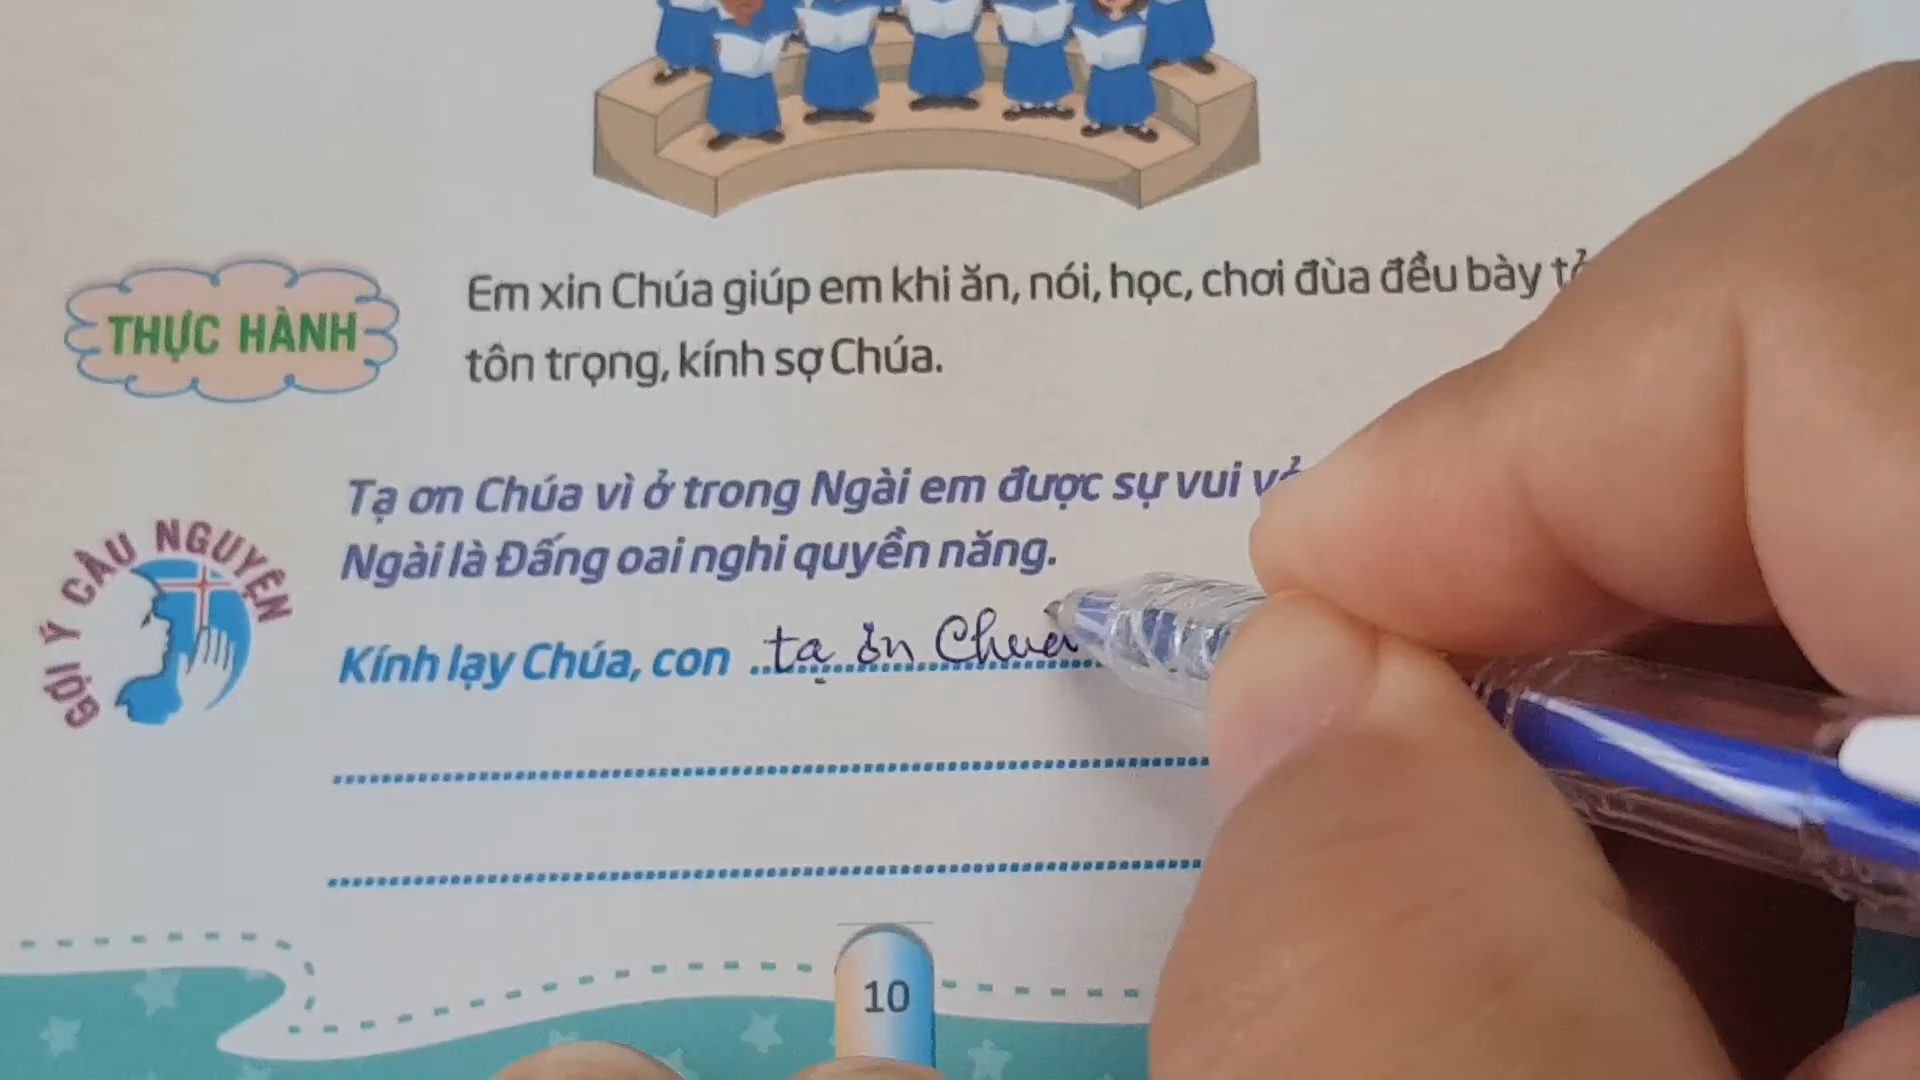 THỰC HÀNH
Em xin Chúa giúp em khi ăn, nói, học, chơi đùa đều bày
tôn trọng, kính sợ Chúa.
GỢI Ý CẦU NGUYỆN
Tạ ơn Chúa vì ở trong Ngài em được sự vui
Ngài là Đấng oai nghi quyền năng.
Kính lạy Chúa, con tạ ơn Chua
10